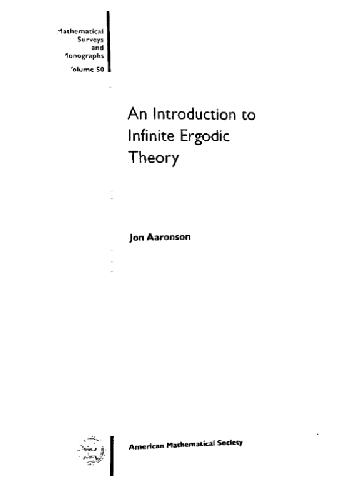 Mathematical
Surveys
and
Monographs
Volume 50
An Introduction to
Infinite Ergodic
Theory
Jon Aaronson
American Mathematical Society